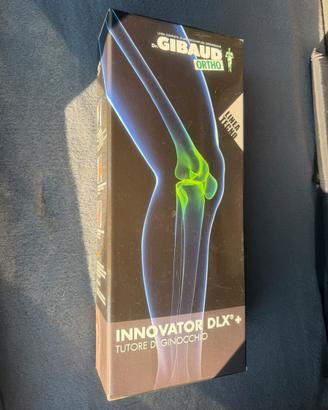 Dr. GIBAUD
ORTHO
LINEA
TECNO
INNOVATOR DLX®+
TUTORE DI GINOCCHIO